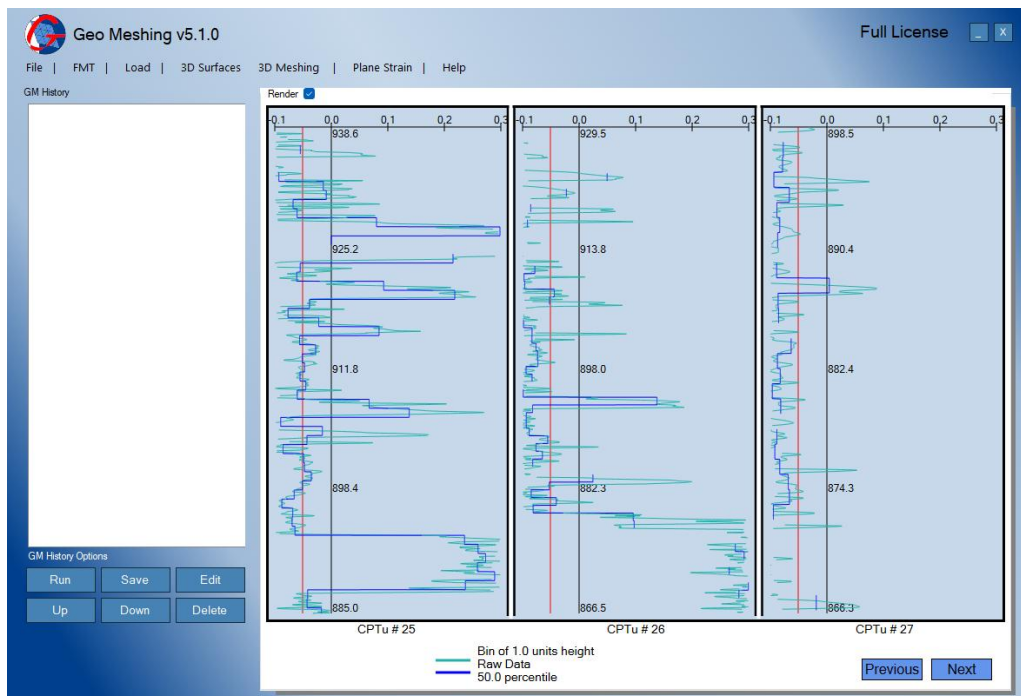 Geo Meshing v5.1.0
Full License
_ X
File | FMT | Load | 3D Surfaces 3D Meshing | Plane Strain | Help
GM History
Render
-0,1 0,0 0,1 0,2 0,3
938.6
925.2
911.8
898.4
885.0
CPTu # 25
-0,1 0,0 0,1 0,2 0,3
929.5
913.8
898.0
882.3
866.5
CPTu # 26
-0,1 0,0 0,1 0,2 0,3
898.5
890.4
882.4
874.3
866.3
CPTu # 27
GM History Options
Run Save Edit
Up Down Delete
Bin of 1.0 units height
Raw Data
50.0 percentile
Previous Next